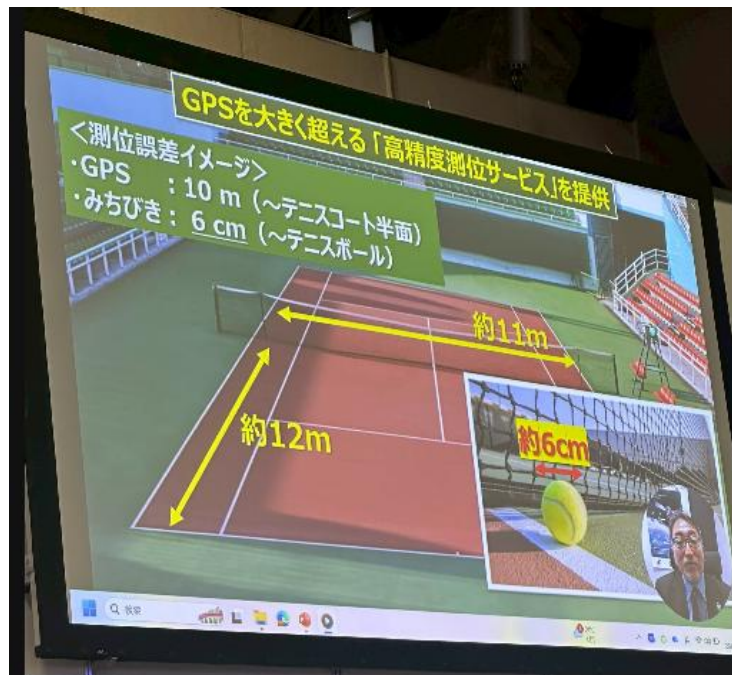 GPSを大きく超える「高精度測位サービス」を提供
<測位誤差イメージ>
・GPS　：10 m（～テニスコート半面）
・みちびき：6 cm（～テニスボール）
約11m
約12m
約6cm
検索